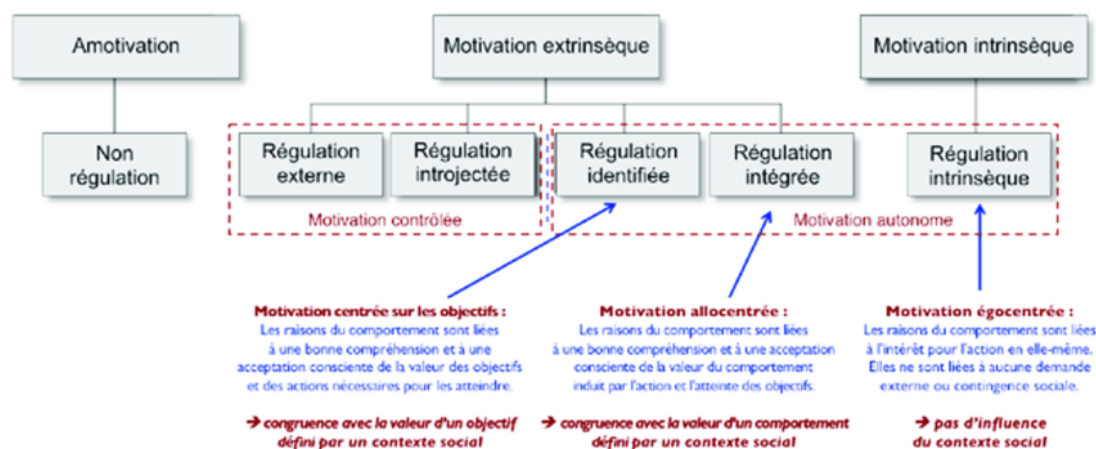 Amotivation
Motivation extrinsèque
Motivation intrinsèque
Non
régulation
Régulation
externe
Régulation
introjectée
Régulation
identifiée
Régulation
intégrée
Régulation
intrinsèque
Motivation contrôlée
Motivation autonome
Motivation centrée sur les objectifs :
Les raisons du comportement sont liées
à une bonne compréhension et à une
acceptation consciente de la valeur des objectifs
et des actions nécessaires pour les atteindre.
➔ congruence avec la valeur d'un objectif
défini par un contexte social
Motivation allocentrée :
Les raisons du comportement sont liées
à une bonne compréhension et à une acceptation
consciente de la valeur du comportement
induit par l'action et l'atteinte des objectifs.
➔ congruence avec la valeur d'un comportement
défini par un contexte social
Motivation égocentrée :
Les raisons du comportement sont liées
à l'intérêt pour l'action en elle-même.
Elles ne sont liées à aucune demande
externe ou contingence sociale.
➔ pas d'influence
du contexte social